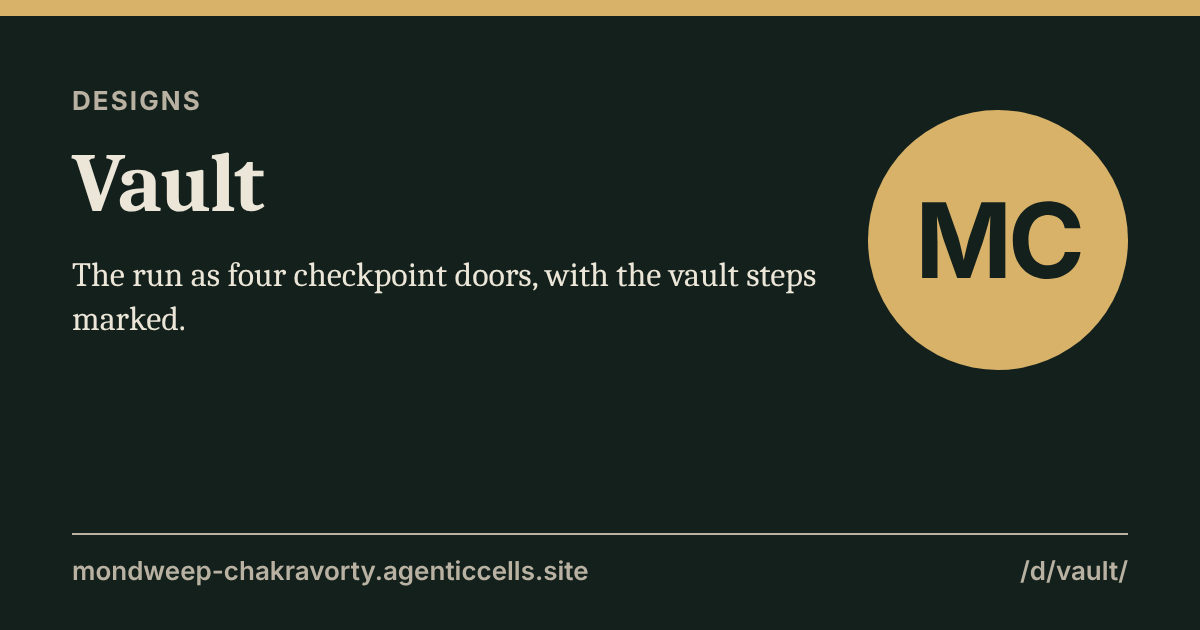 DESIGNS
Vault
The run as four checkpoint doors, with the vault steps
marked.
MC
mondweep-chakravorty.agenticcells.site
/d/vault/